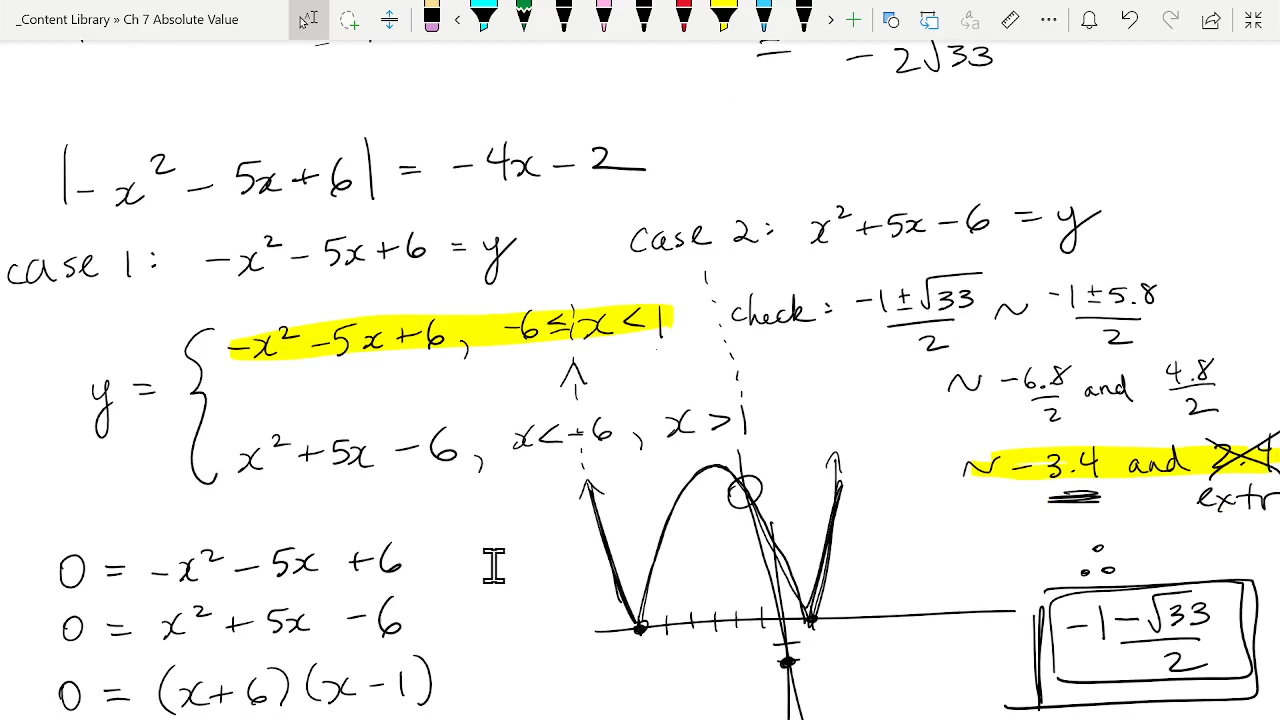 _Content Library » Ch 7 Absolute Value
- 2√33
|-x² - 5x + 6| = -4x - 2
case 1: -x² - 5x + 6 = y
case 2: x² + 5x - 6 = y
check: (-1 ± √33)/2 ~ (-1 ± 5.8)/2
~ -6.8/2 and 4.8/2
~ -3.4 and 2.4
extr
y = { -x² - 5x + 6, -6 ≤ x < 1
x² + 5x - 6, x < -6, x > 1
0 = -x² - 5x + 6
0 = x² + 5x - 6
0 = (x+6)(x-1)
∴
(-1 - √33)/2